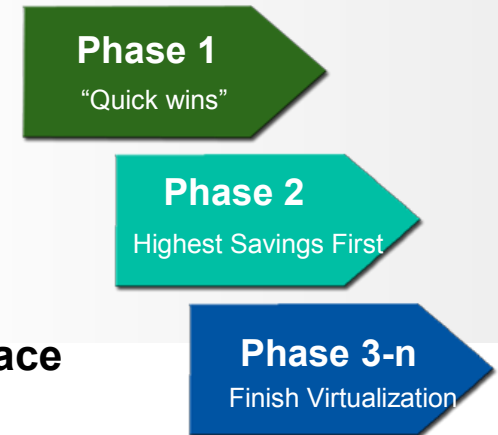 Phase 1
“Quick wins”
Phase 2
Highest Savings First
ace
Phase 3-n
Finish Virtualization